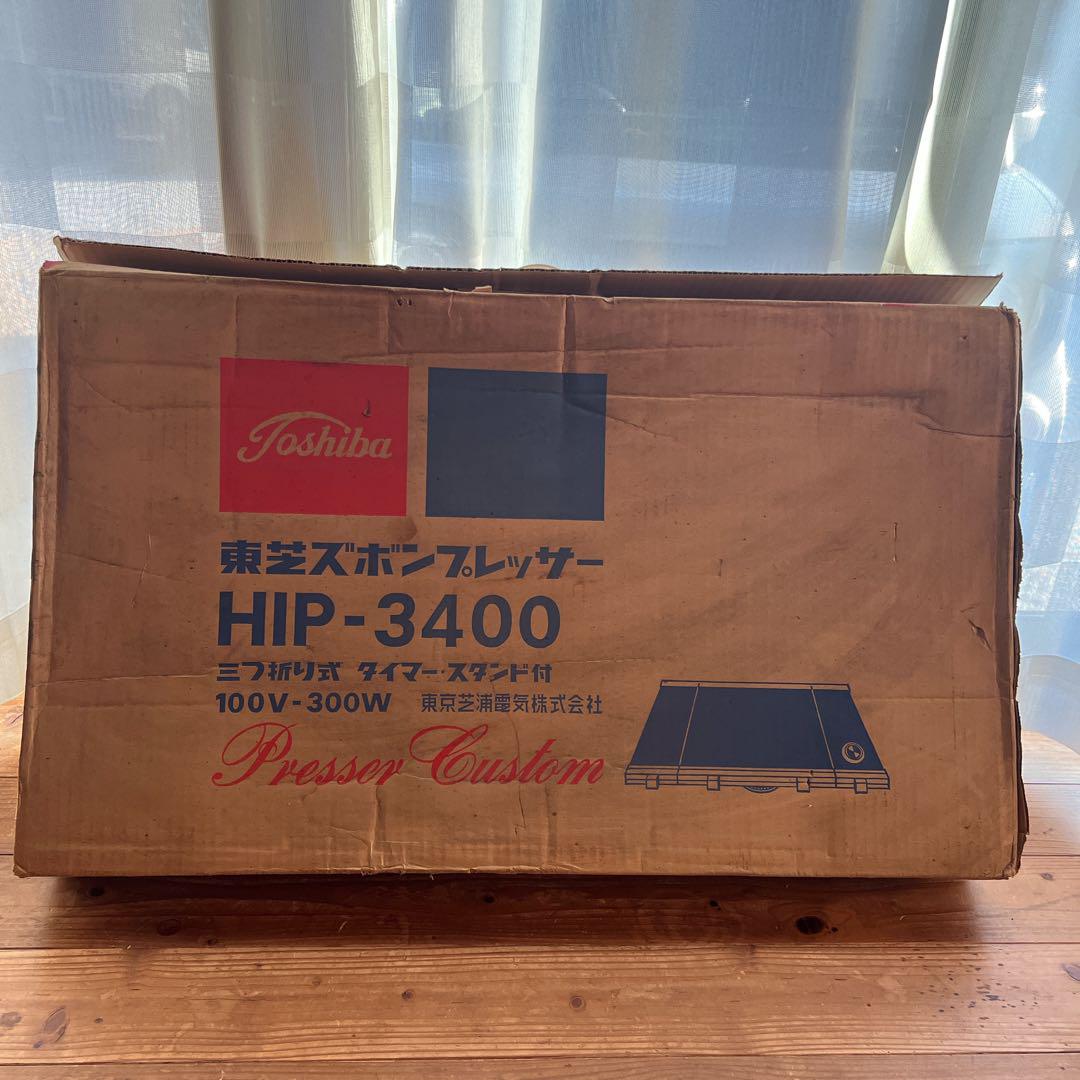 Toshiba
東芝ズボンプレッサー
HIP-3400
三つ折り式 タイマー・スタンド付
100V-300W 東京芝浦電気株式会社
Presser Custom